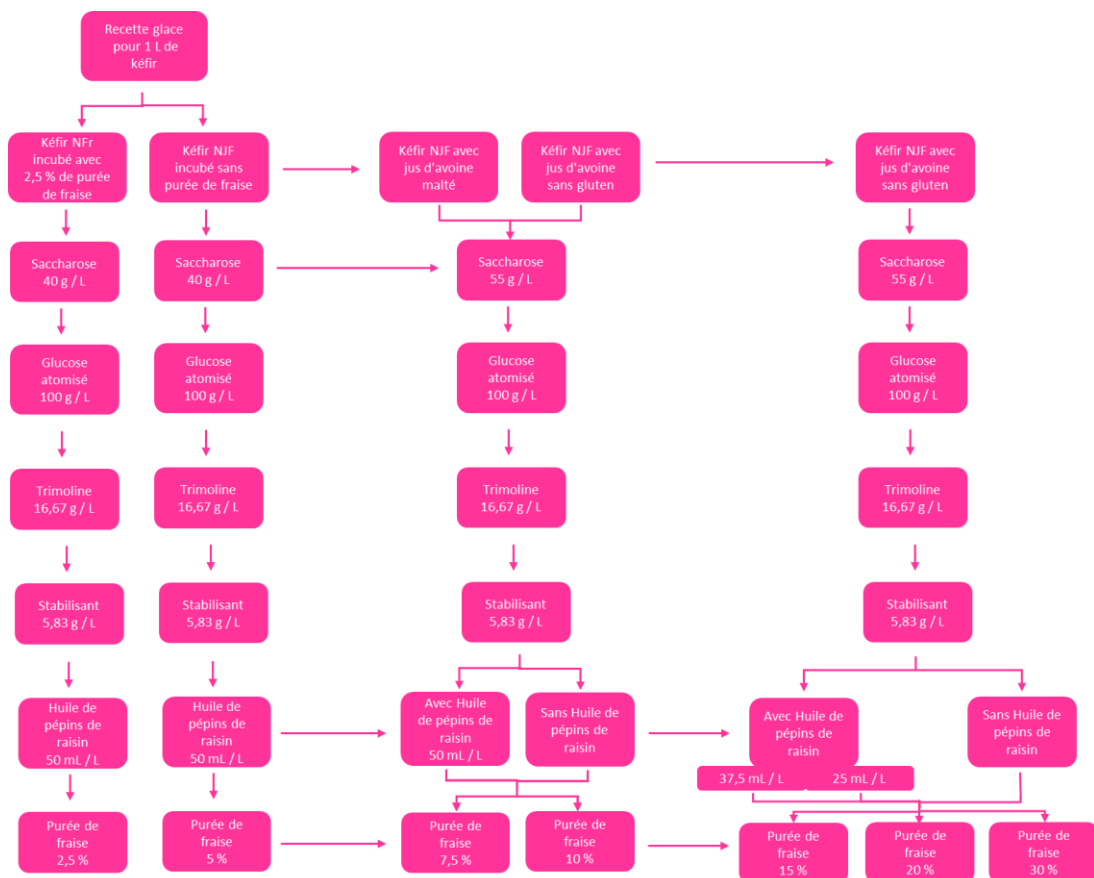 Recette glace
pour 1 L de
kéfir
Kéfir NFr
incubé avec
2,5 % de purée
de fraise
Kéfir NJF
incubé sans
purée de fraise
Kéfir NJF avec
jus d'avoine
malté
Kéfir NJF avec
jus d'avoine
sans gluten
Kéfir NJF avec
jus d'avoine
sans gluten
Saccharose
40 g / L
Saccharose
40 g / L
Saccharose
55 g / L
Saccharose
55 g / L
Glucose
atomisé
100 g / L
Glucose
atomisé
100 g / L
Glucose
atomisé
100 g / L
Glucose
atomisé
100 g / L
Trimoline
16,67 g / L
Trimoline
16,67 g / L
Trimoline
16,67 g / L
Trimoline
16,67 g / L
Stabilisant
5,83 g / L
Stabilisant
5,83 g / L
Stabilisant
5,83 g / L
Stabilisant
5,83 g / L
Huile de
pépins de
raisin
50 mL / L
Huile de
pépins de
raisin
50 mL / L
Avec Huile
de pépins de
raisin
50 mL / L
Sans Huile de
pépins de
raisin
Avec Huile de
pépins de
raisin
37,5 mL / L
25 mL / L
Sans Huile de
pépins de
raisin
Purée de
fraise
2,5 %
Purée de
fraise
5 %
Purée de
fraise
7,5 %
Purée de
fraise
10 %
Purée de
fraise
15 %
Purée de
fraise
20 %
Purée de
fraise
30 %